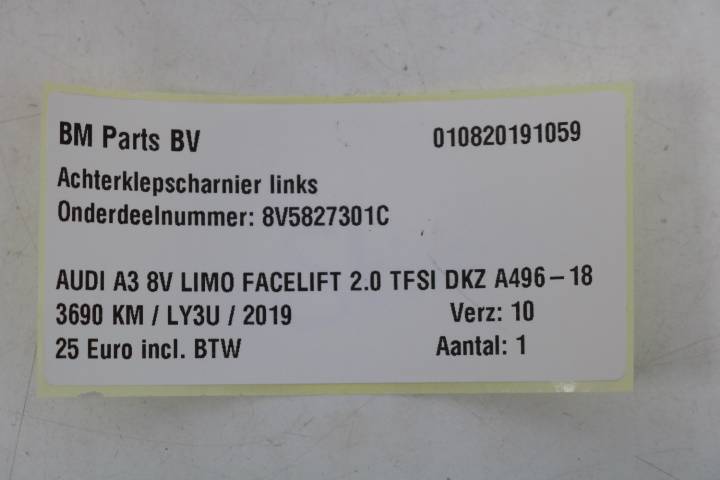 BM Parts BV 010820191059
Achterklepscharnier links
Onderdeelnummer: 8V5827301C
AUDI A3 8V LIMO FACELIFT 2.0 TFSI DKZ A496-18
3690 KM / LY3U / 2019 Verz: 10
25 Euro incl. BTW Aantal: 1